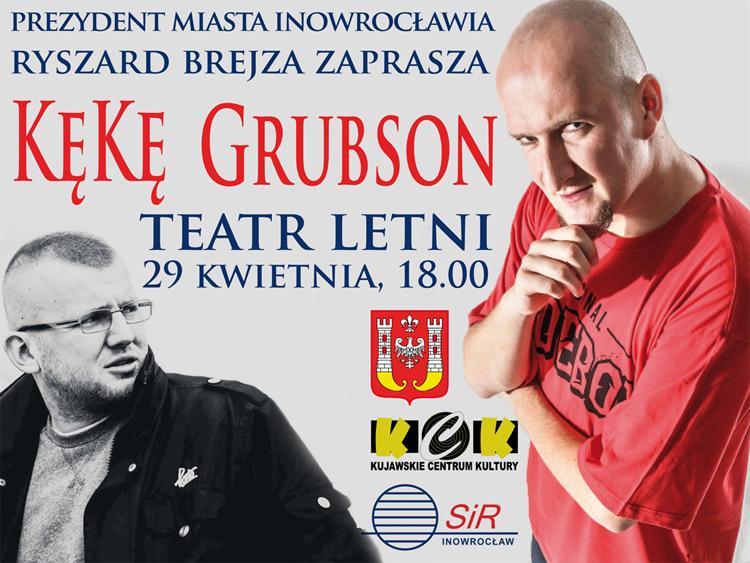 PREZYDENT MIASTA INOWROCŁAWIA
RYSZARD BREJZA ZAPRASZA
KĘKĘ GRUBSON
TEATR LETNI
29 KWIETNIA, 18.00
KCK
KUJAWSKIE CENTRUM KULTURY
SiR
INOWROCŁAW